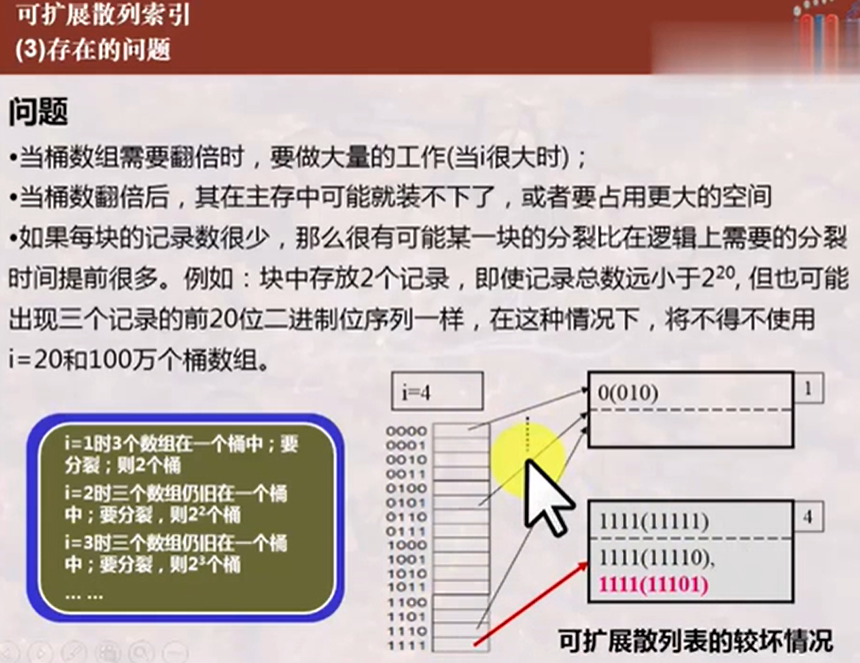 可扩展散列索引
(3)存在的问题
问题
•当桶数组需要翻倍时，要做大量的工作(当i很大时)；
•当桶数翻倍后，其在主存中可能就装不下了，或者要占用更大的空间
•如果每块的记录数很少，那么很有可能某一块的分裂比在逻辑上需要的分裂
时间提前很多。例如：块中存放2个记录，即使记录总数远小于2²⁰, 但也可能
出现三个记录的前20位二进制位序列一样，在这种情况下，将不得不使用
i=20和100万个桶数组。
i=1时3个数组在一个桶中；要
分裂；则2个桶
i=2时三个数组仍旧在一个桶
中；要分裂，则2²个桶
i=3时三个数组仍旧在一个桶
中；要分裂，则2³个桶
... ...
i=4
0000
0001
0010
0011
0100
0101
0110
0111
1000
1001
1010
1011
1100
1101
1110
1111
0(010)
1
1111(11111)
4
1111(11110),
1111(11101)
可扩展散列表的较坏情况